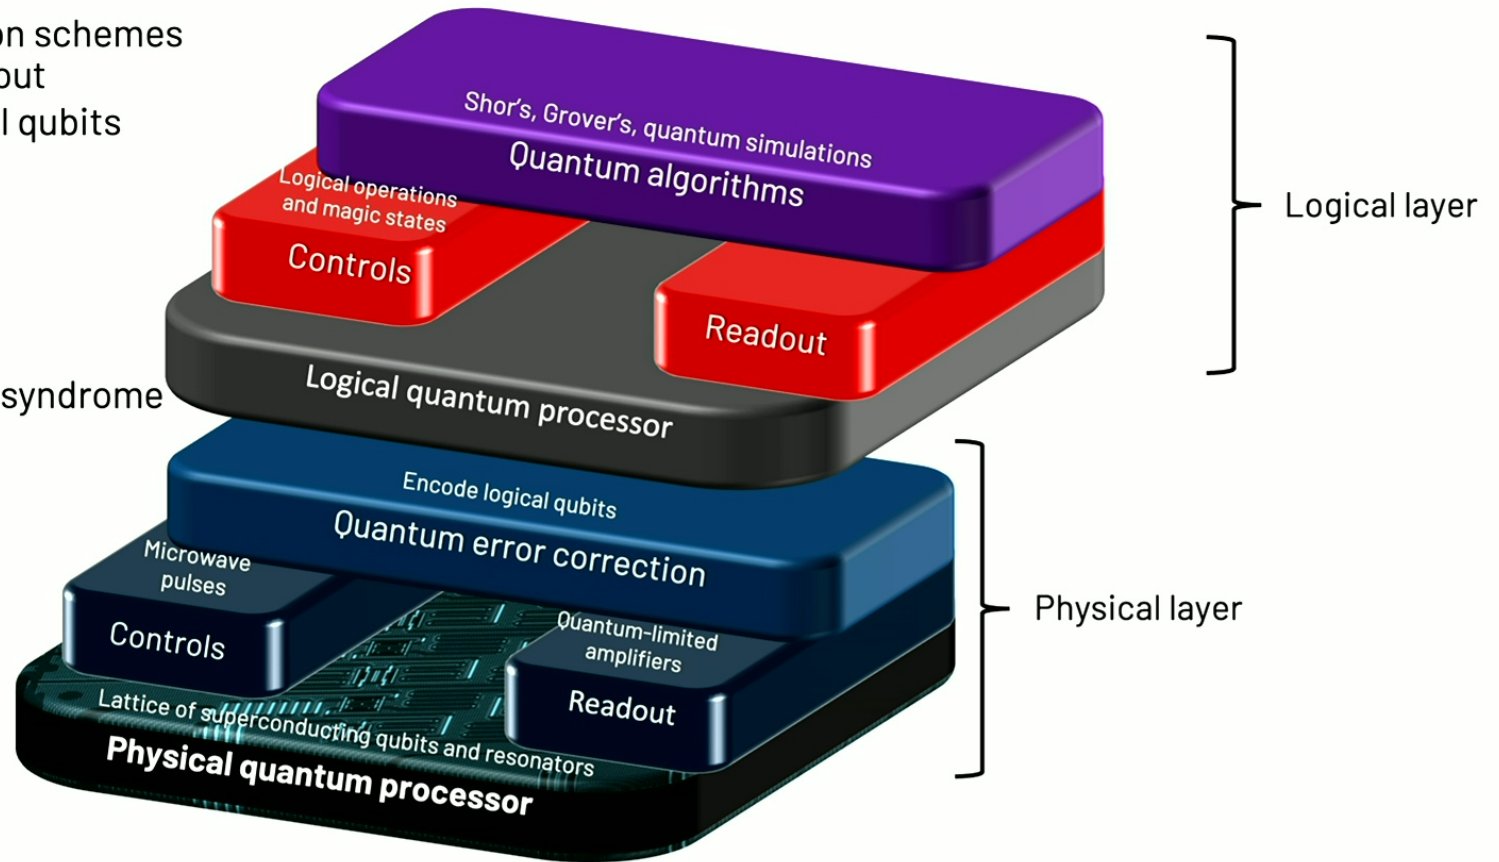 on schemes
out
l qubits
syndrome
Shor's, Grover's, quantum simulations
Quantum algorithms
Logical operations
and magic states
Controls
Readout
Logical quantum processor
Logical layer
Encode logical qubits
Quantum error correction
Microwave
pulses
Controls
Quantum-limited
amplifiers
Readout
Lattice of superconducting qubits and resonators
Physical quantum processor
Physical layer